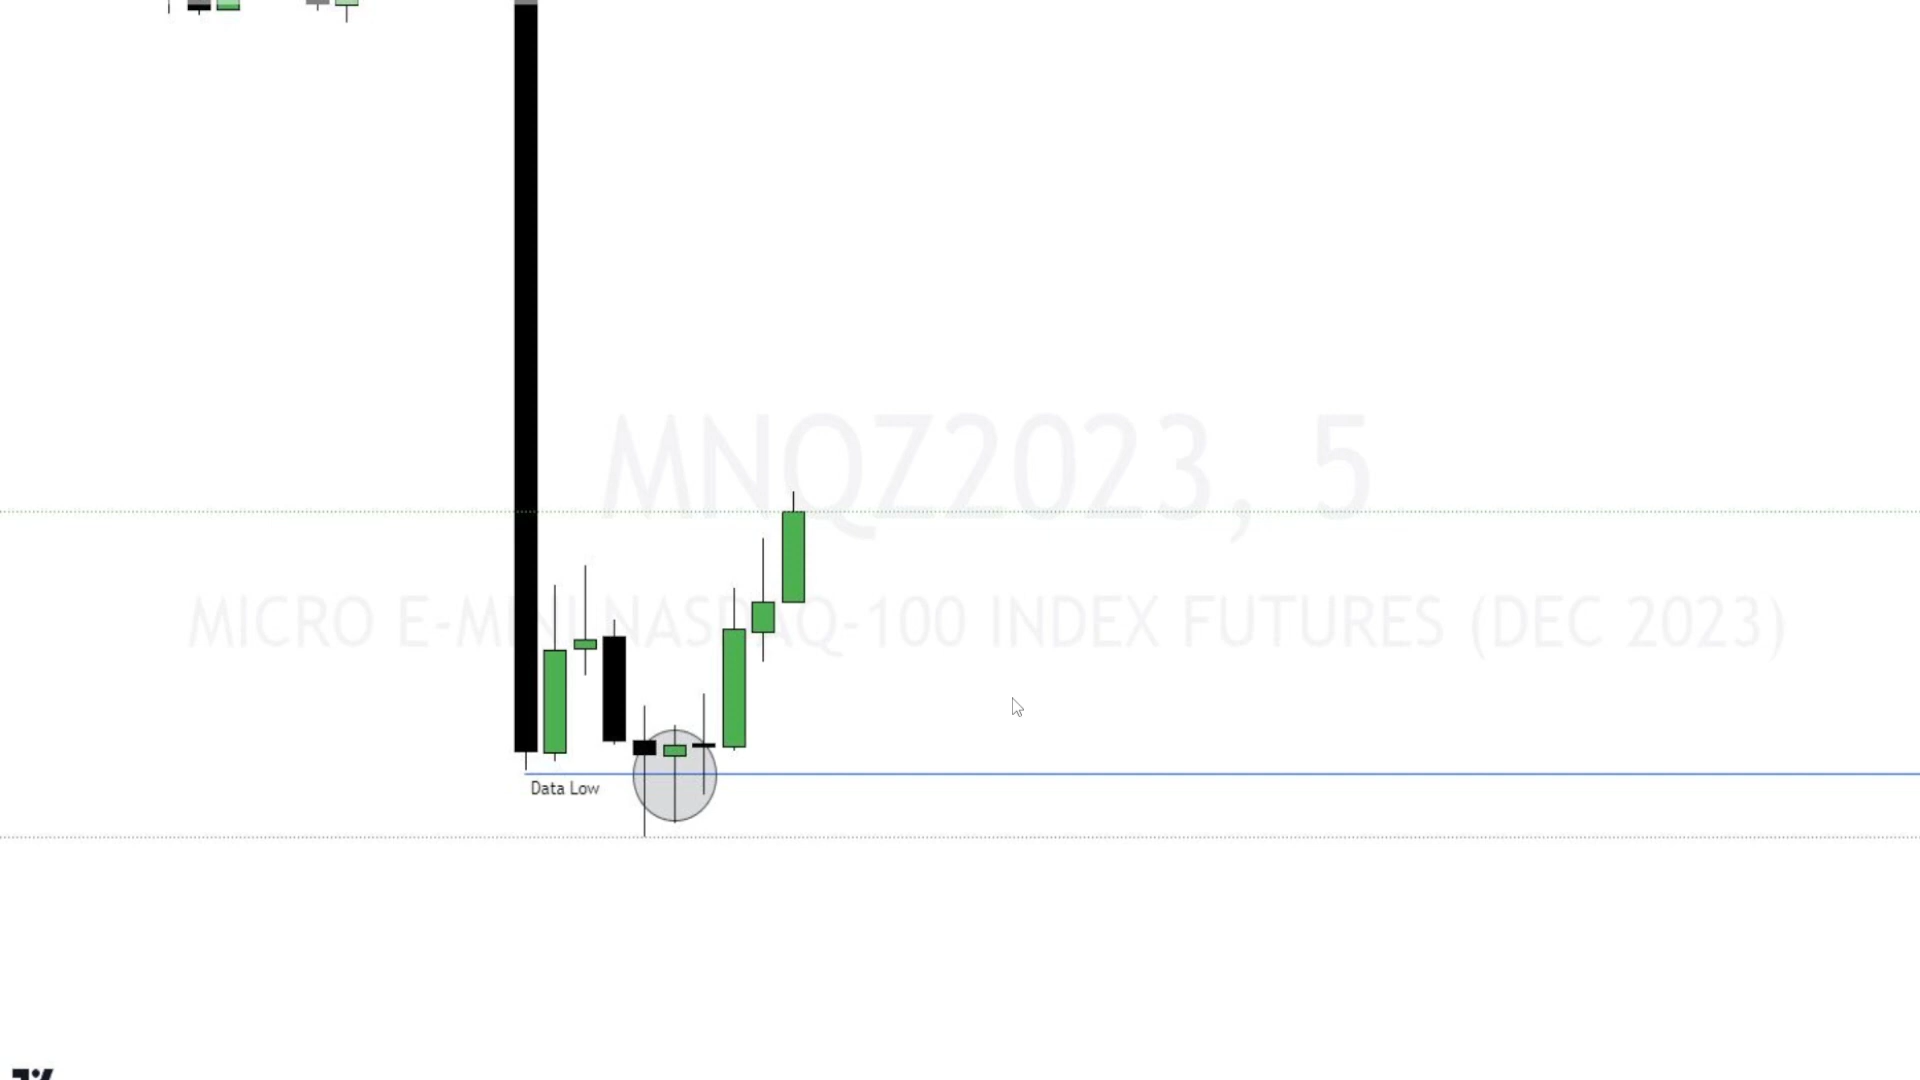 MNQZ2023, 5
MICRO E-MINI NASDAQ-100 INDEX FUTURES (DEC 2023)
Data Low